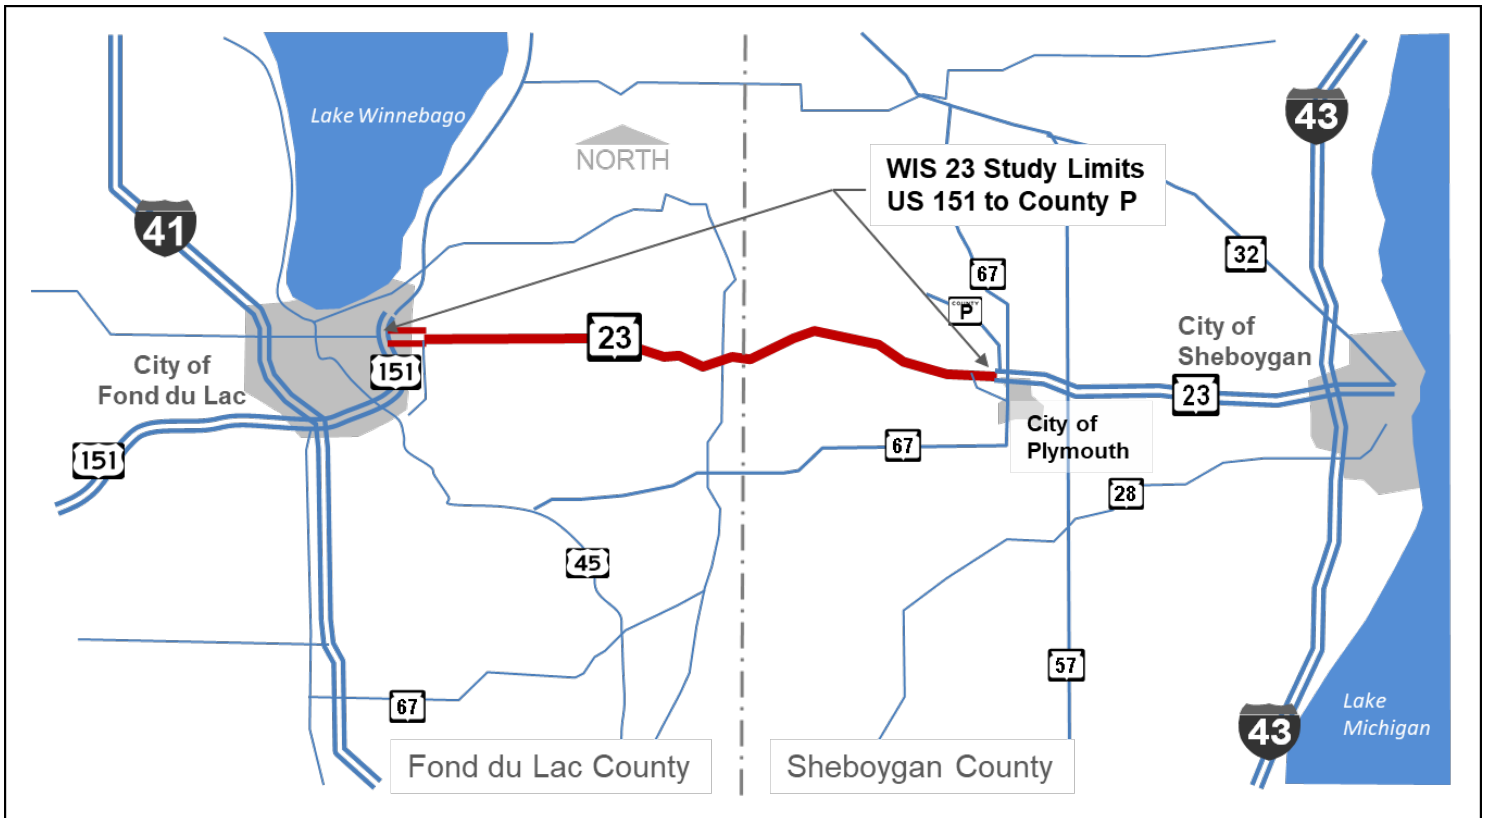 43
Lake Winnebago
NORTH
WIS 23 Study Limits
US 151 to County P
41
32
67
COUNTY
P
23
City of
Sheboygan
City of
Fond du Lac
151
23
City of
Plymouth
67
151
28
45
57
67
Lake
Michigan
43
Fond du Lac County
Sheboygan County